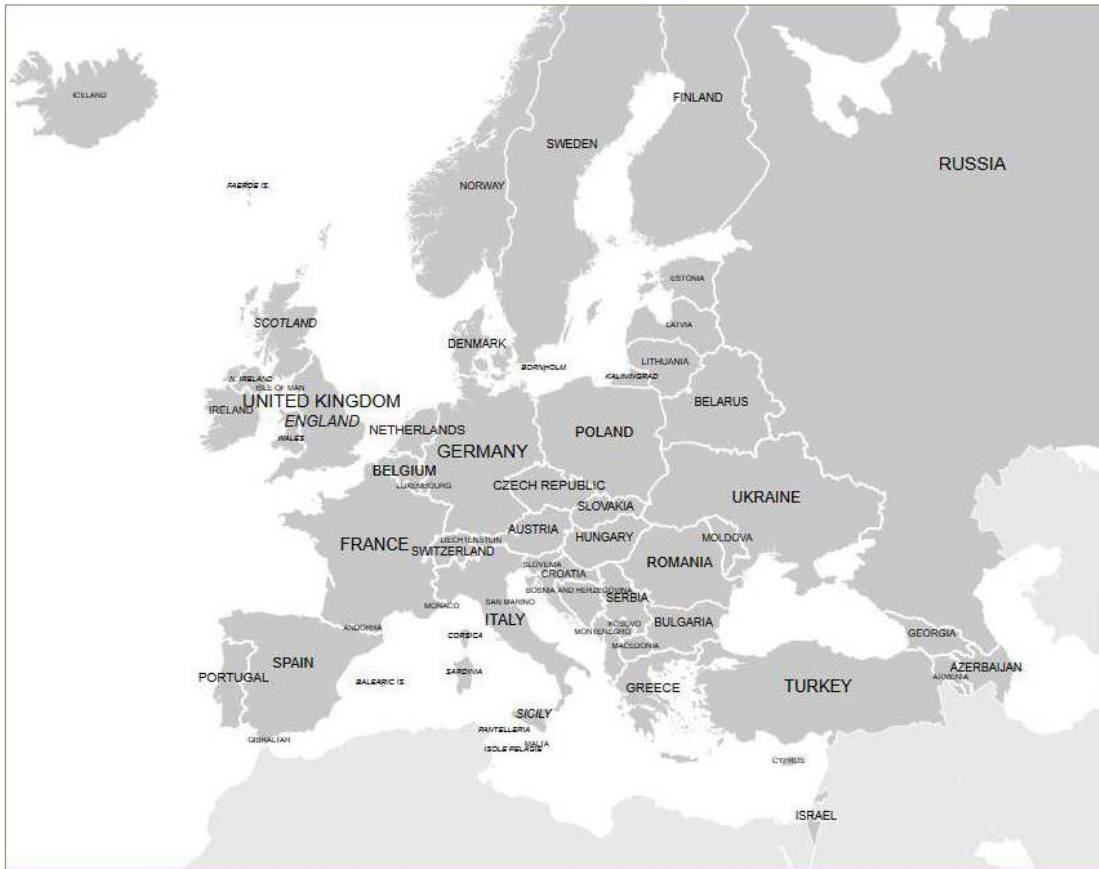 ICELAND
FINLAND
SWEDEN
RUSSIA
NORWAY
FAEROE IS.
ESTONIA
SCOTLAND
LATVIA
DENMARK
LITHUANIA
BORNHOLM
KALININGRAD
N. IRELAND
ISLE OF MAN
UNITED KINGDOM
BELARUS
IRELAND
ENGLAND
NETHERLANDS
POLAND
WALES
GERMANY
BELGIUM
LUXEMBOURG
CZECH REPUBLIC
UKRAINE
SLOVAKIA
AUSTRIA
HUNGARY
MOLDOVA
FRANCE
LIECHTENSTEIN
SWITZERLAND
ROMANIA
SLOVENIA
CROATIA
BOSNIA AND HERZEGOVINA
SERBIA
MONACO
SAN MARINO
ITALY
KOSOVO
BULGARIA
ANDORRA
CORSICA
MONTENEGRO
GEORGIA
MACEDONIA
SPAIN
SARDINIA
AZERBAIJAN
PORTUGAL
ARMENIA
BALEARIC IS.
GREECE
TURKEY
SICILY
PANTELLERIA
GIBRALTAR
MALTA
ISOLE PELAGIE
CYPRUS
ISRAEL